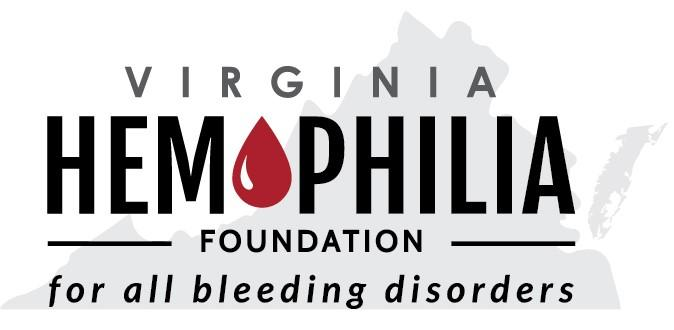 VIRGINIA
HEMOPHILIA
FOUNDATION
for all bleeding disorders